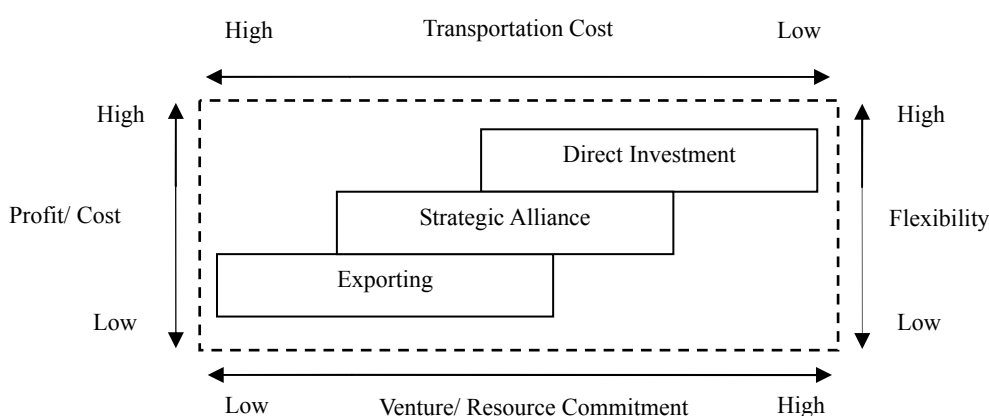 High Transportation Cost Low
High High
Direct Investment
Profit/ Cost Strategic Alliance Flexibility
Exporting
Low Low
Low Venture/ Resource Commitment High